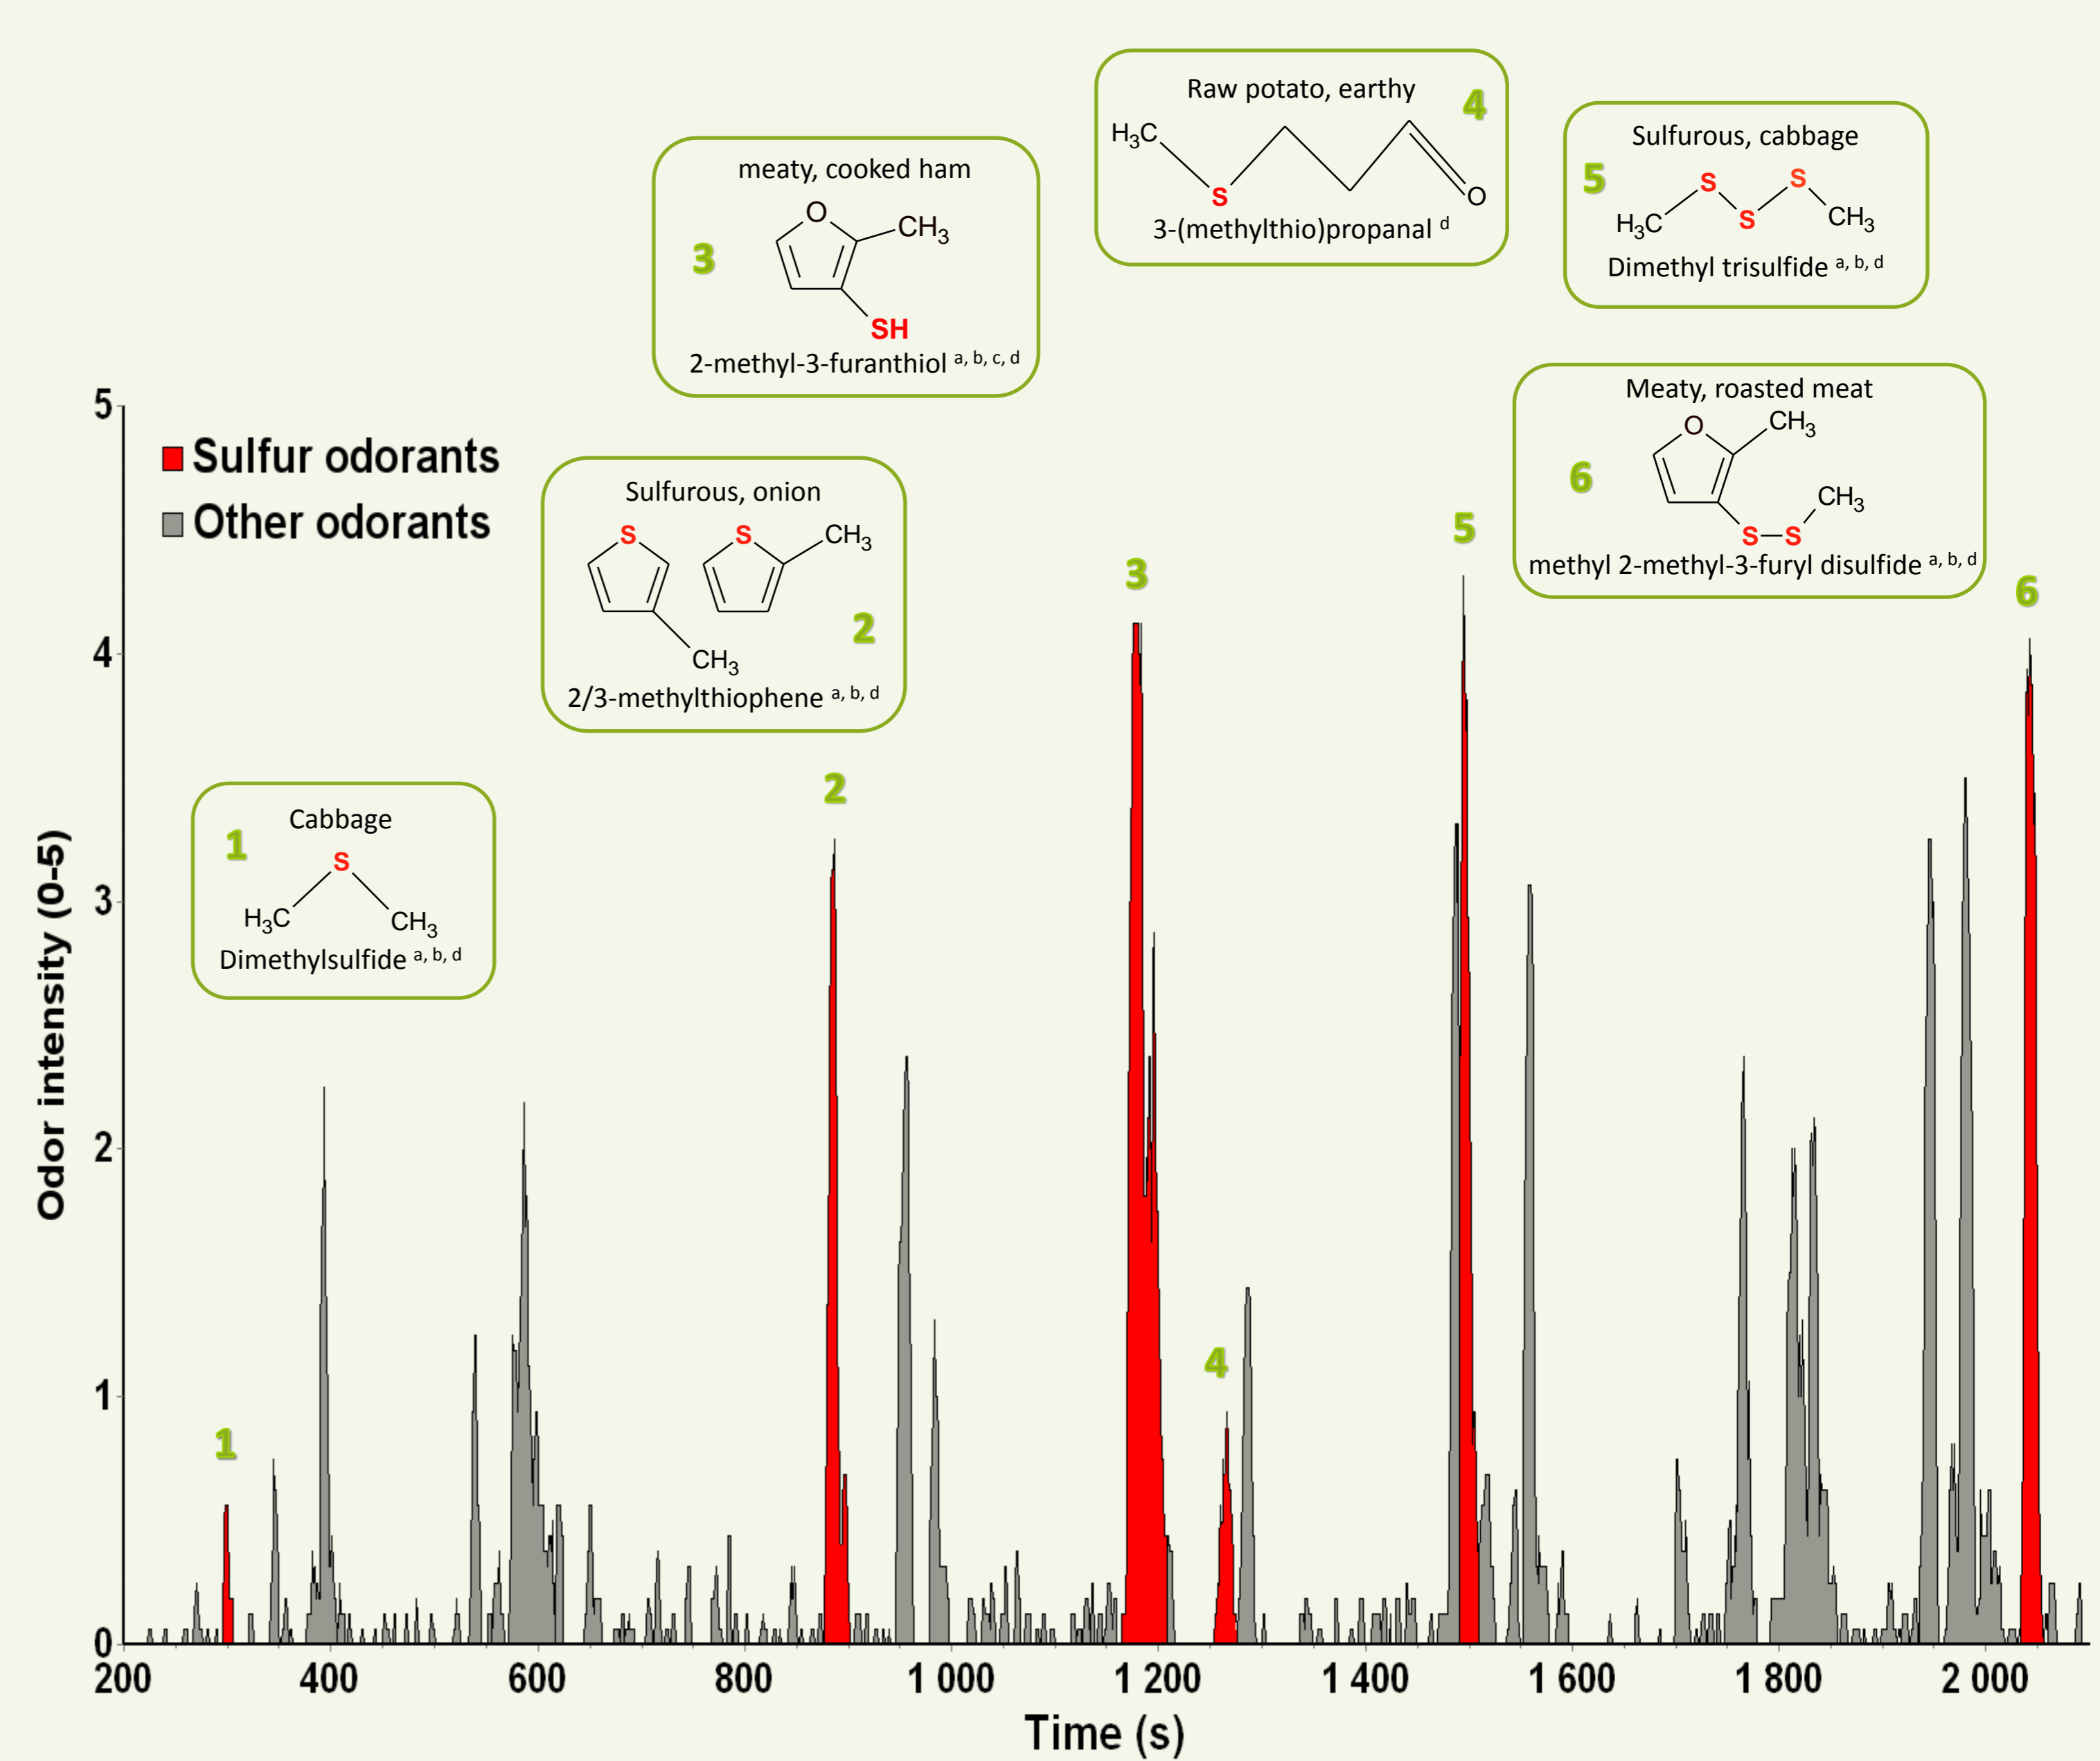 Raw potato, earthy
4
H3C
S
O
3-(methylthio)propanal d
Sulfurous, cabbage
5
S
S
S
H3C
CH3
Dimethyl trisulfide a, b, d
meaty, cooked ham
3
O
CH3
SH
2-methyl-3-furanthiol a, b, c, d
Meaty, roasted meat
6
O
CH3
CH3
S
S
methyl 2-methyl-3-furyl disulfide a, b, d
Sulfur odorants
Other odorants
Sulfurous, onion
S
S
CH3
2
CH3
2/3-methylthiophene a, b, d
Cabbage
1
S
H3C
CH3
Dimethylsulfide a, b, d
1
2
3
4
5
6
Odor intensity (0-5)
5
4
3
2
1
0
200 400 600 800 1 000 1 200 1 400 1 600 1 800 2 000
Time (s)